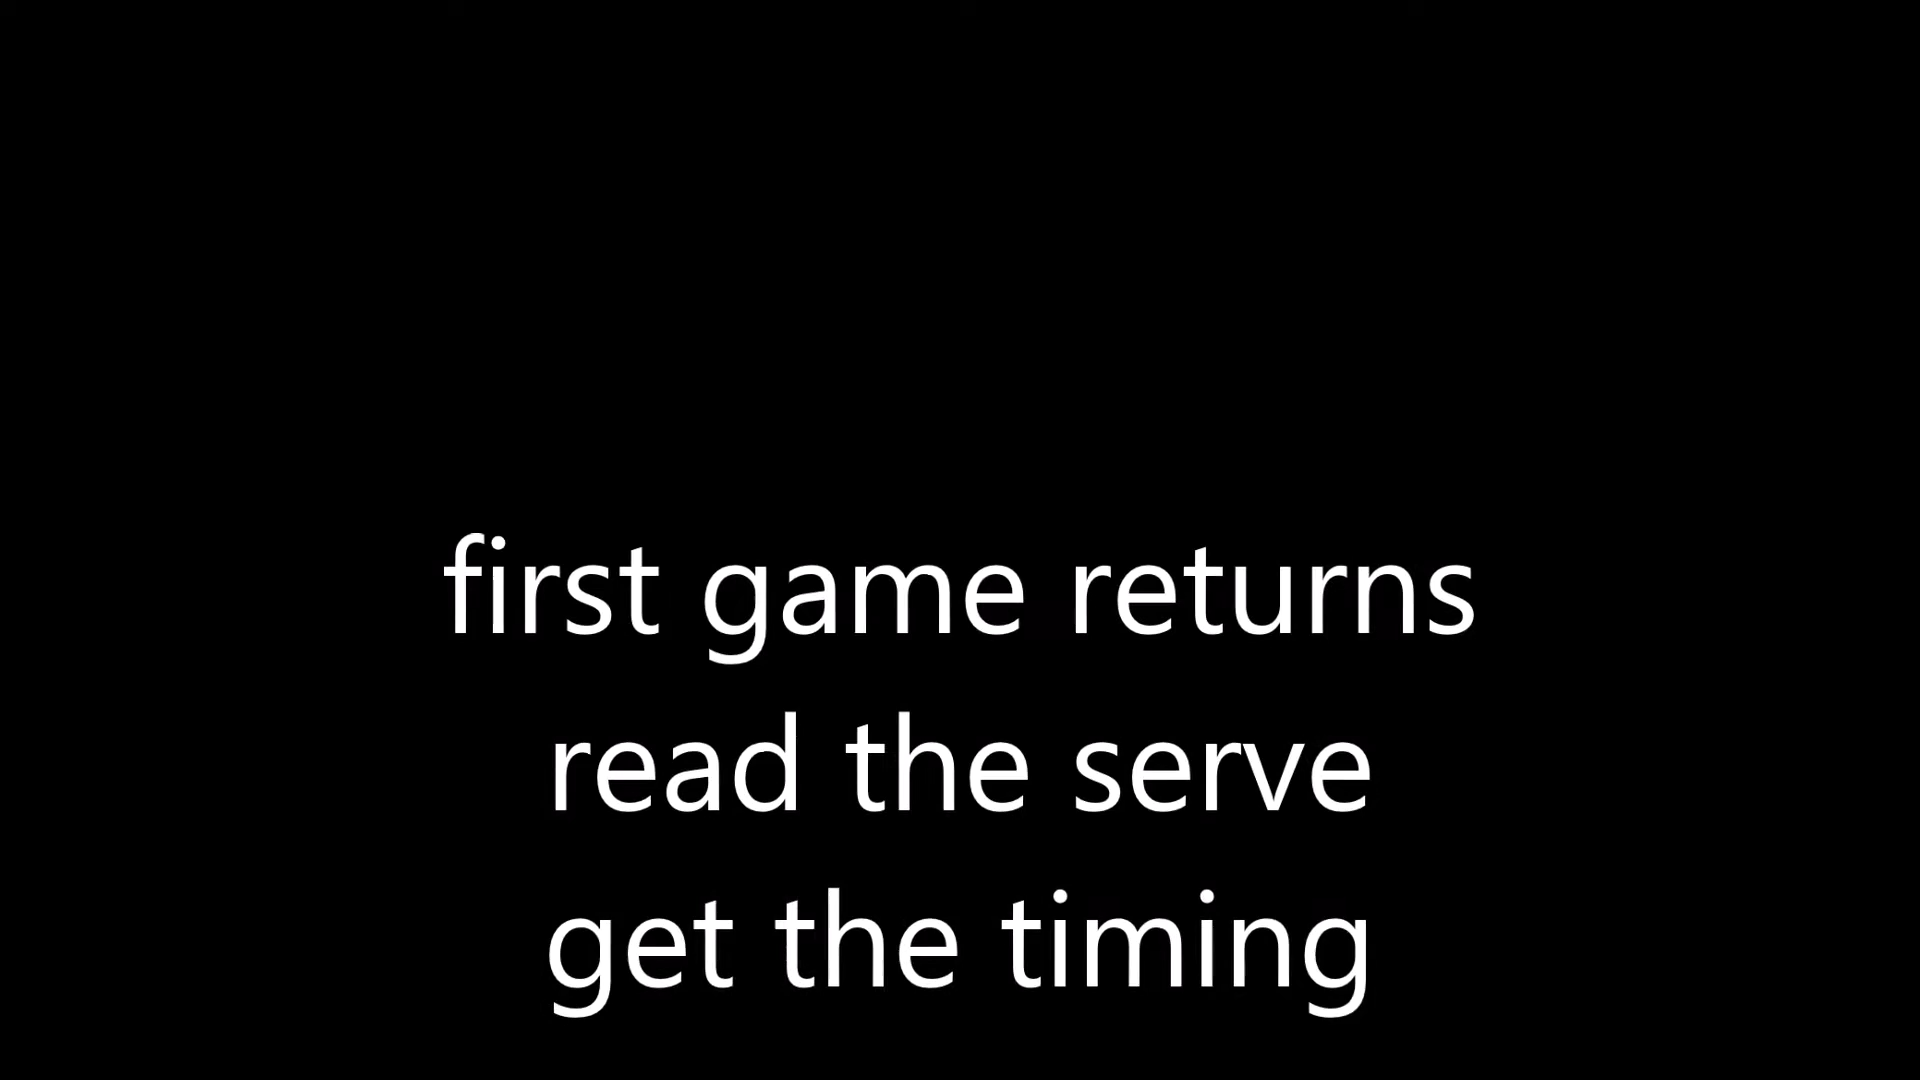 first game returns
read the serve
get the timing